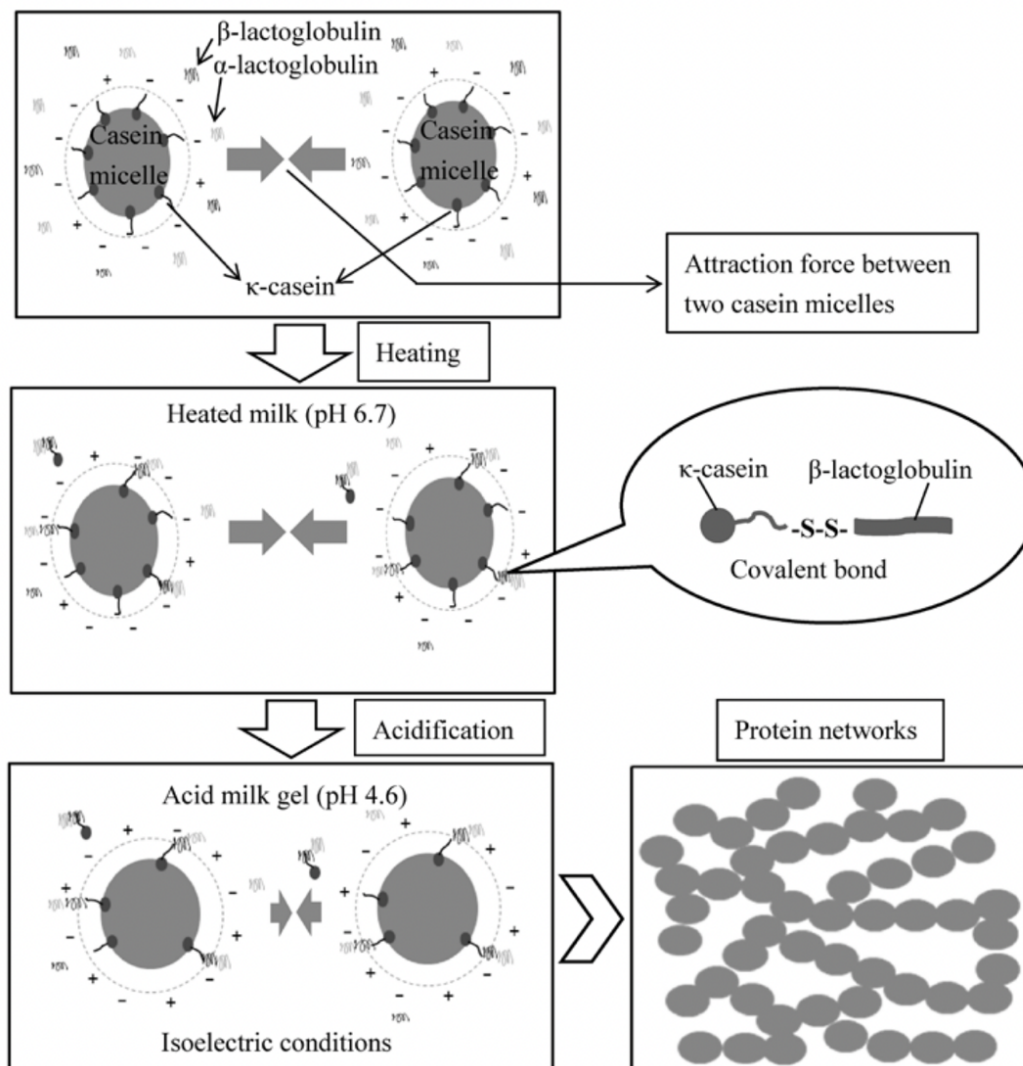 β-lactoglobulin
α-lactoglobulin
Casein
micelle
Casein
micelle
κ-casein
Attraction force between
two casein micelles
Heating
Heated milk (pH 6.7)
κ-casein
β-lactoglobulin
-S-S-
Covalent bond
Acidification
Protein networks
Acid milk gel (pH 4.6)
Isoelectric conditions